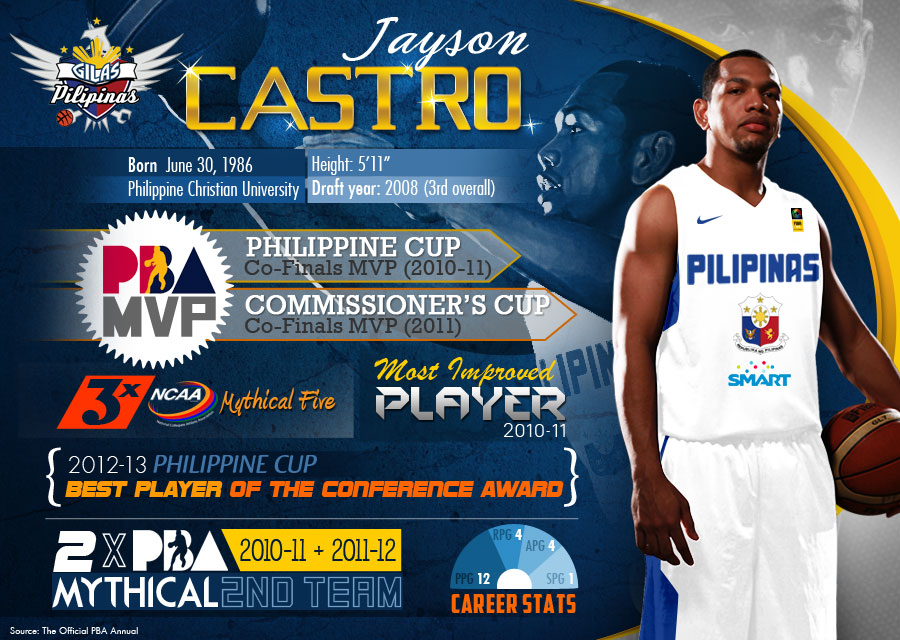 GILAS
Pilipinas
Jayson
CASTRO
Born June 30, 1986
Philippine Christian University
Height: 5'11"
Draft year: 2008 (3rd overall)
PBA
MVP
PHILIPPINE CUP
Co-Finals MVP (2010-11)
COMMISSIONER'S CUP
Co-Finals MVP (2011)
3x
NCAA
Mythical Five
Most Improved
PLAYER
2010-11
{ 2012-13 PHILIPPINE CUP
BEST PLAYER OF THE CONFERENCE AWARD }
2 X PBA 2010-11 + 2011-12
MYTHICAL 2ND TEAM
PPG 12
RPG 4
APG 4
SPG 1
CAREER STATS
PILIPINAS
SMART
Source: The Official PBA Annual